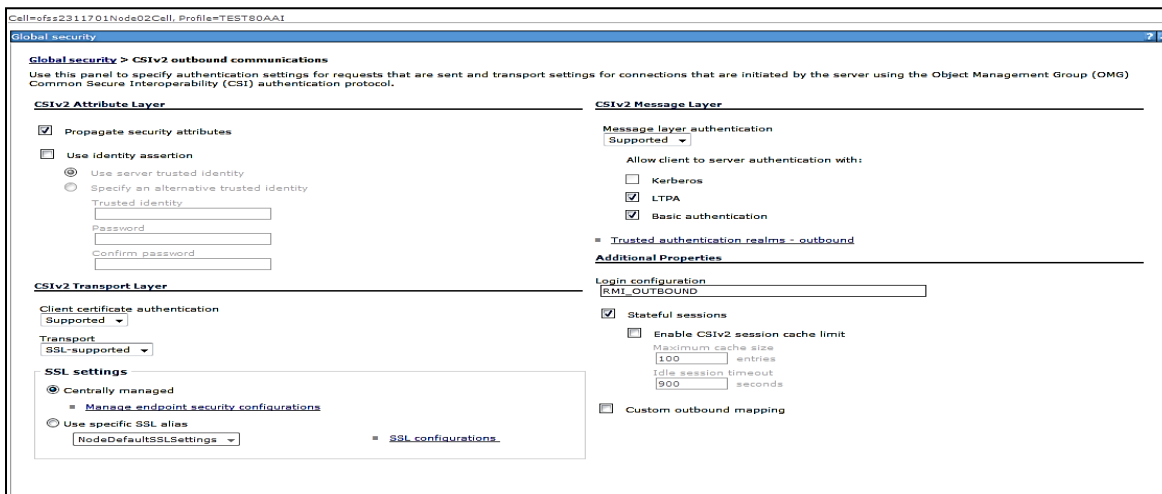 Cell=ofss2311701Node02Cell, Profile=TEST80AAI
Global security
?
Global security > CSIv2 outbound communications
Use this panel to specify authentication settings for requests that are sent and transport settings for connections that are initiated by the server using the Object Management Group (OMG)
Common Secure Interoperability (CSI) authentication protocol.
CSIv2 Attribute Layer
Propagate security attributes
Use identity assertion
Use server trusted identity
Specify an alternative trusted identity
Trusted identity
Password
Confirm password
CSIv2 Transport Layer
Client certificate authentication
Supported
Transport
SSL-supported
SSL settings
Centrally managed
Manage endpoint security configurations
Use specific SSL alias
NodeDefaultSSLSettings
SSL configurations
CSIv2 Message Layer
Message layer authentication
Supported
Allow client to server authentication with:
Kerberos
LTPA
Basic authentication
Trusted authentication realms - outbound
Additional Properties
Login configuration
RMI_OUTBOUND
Stateful sessions
Enable CSIv2 session cache limit
Maximum cache size
100 entries
Idle session timeout
900 seconds
Custom outbound mapping